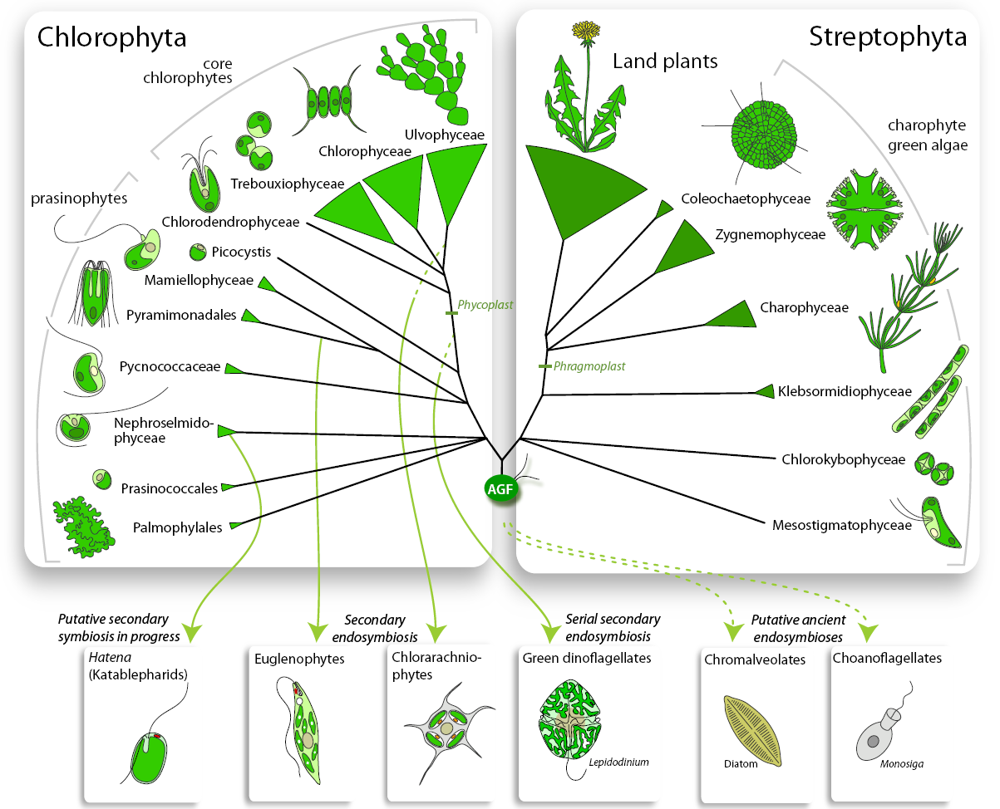 Chlorophyta
core
chlorophytes
Ulvophyceae
Chlorophyceae
Trebouxiophyceae
prasinophytes
Chlorodendrophyceae
Picocystis
Mamiellophyceae
Pyramimonadales
Pycnococcaceae
Nephroselmido-
phyceae
Prasinococcales
Palmophylales
Phycoplast
Streptophyta
Land plants
charophyte
green algae
Coleochaetophyceae
Zygnemophyceae
Charophyceae
Phragmoplast
Klebsormidiophyceae
Chlorokybophyceae
Mesostigmatophyceae
AGF
Putative secondary
symbiosis in progress
Secondary
endosymbiosis
Serial secondary
endosymbiosis
Putative ancient
endosymbioses
Hatena
(Katablepharids)
Euglenophytes
Chlorarachnio-
phytes
Green dinoflagellates
Lepidodinium
Chromalveolates
Diatom
Choanoflagellates
Monosiga